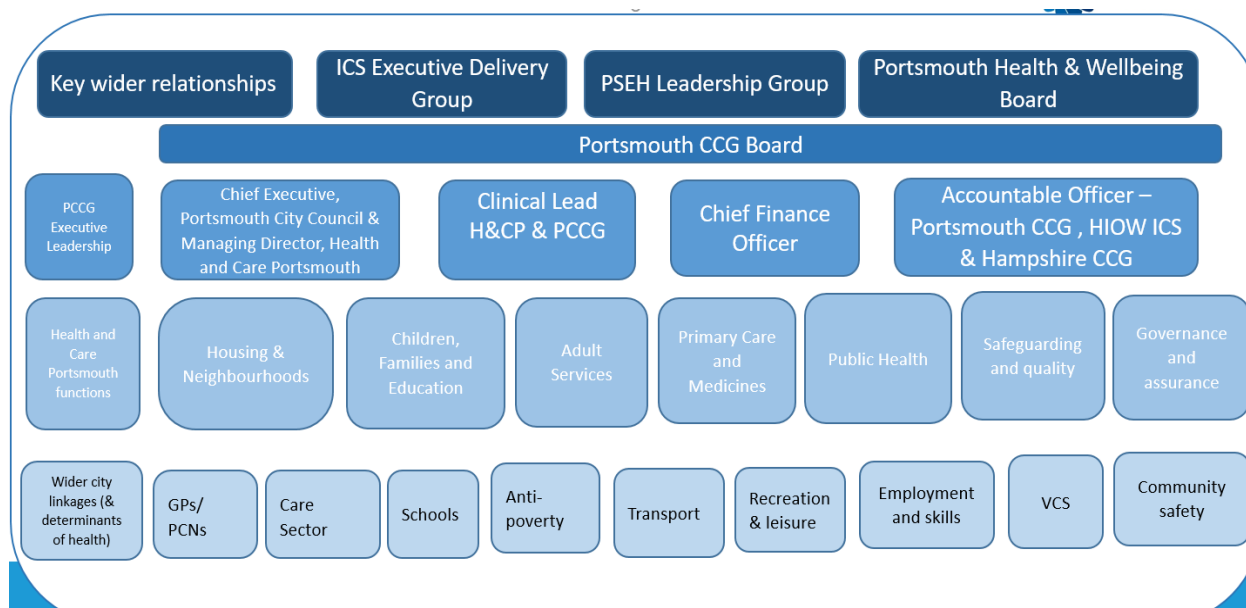 Key wider relationships
ICS Executive Delivery
Group
PSEH Leadership Group
Portsmouth Health & Wellbeing
Board
Portsmouth CCG Board
PCCG
Executive
Leadership
Chief Executive,
Portsmouth City Council &
Managing Director, Health
and Care Portsmouth
Clinical Lead
H&CP & PCCG
Chief Finance
Officer
Accountable Officer –
Portsmouth CCG , HIOW ICS
& Hampshire CCG
Health and
Care
Portsmouth
functions
Housing &
Neighbourhoods
Children,
Families and
Education
Adult
Services
Primary Care
and
Medicines
Public Health
Safeguarding
and quality
Governance
and
assurance
Wider city
linkages (&
determinants
of health)
GPs/
PCNs
Care
Sector
Schools
Anti-
poverty
Transport
Recreation
& leisure
Employment
and skills
VCS
Community
safety